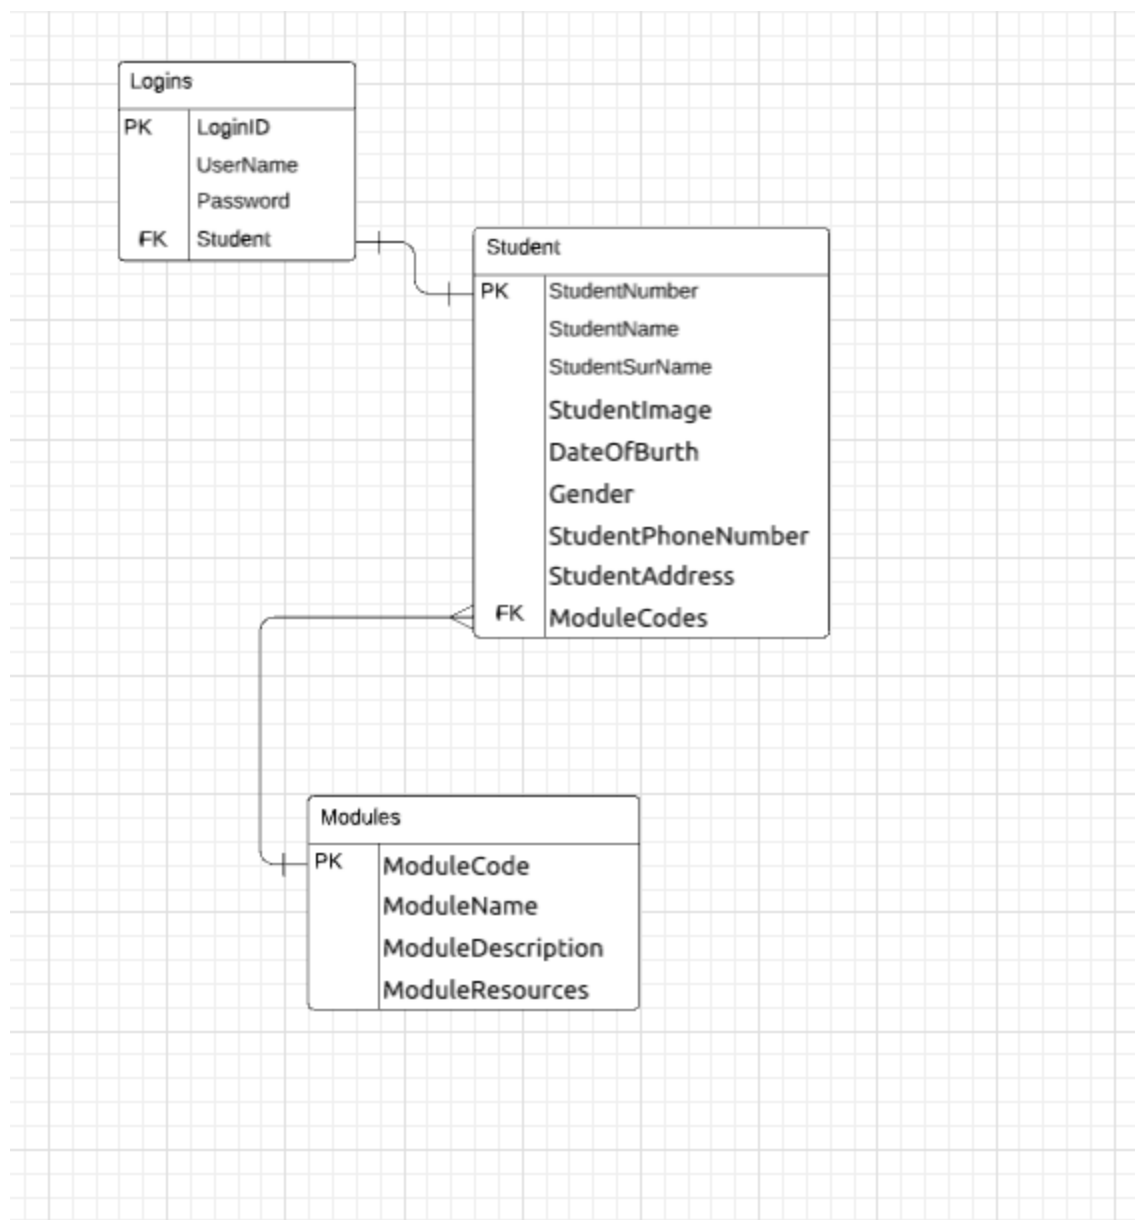 Logins
PK LoginID
UserName
Password
FK Student
Student
PK StudentNumber
StudentName
StudentSurName
StudentImage
DateOfBurth
Gender
StudentPhoneNumber
StudentAddress
FK ModuleCodes
Modules
PK ModuleCode
ModuleName
ModuleDescription
ModuleResources